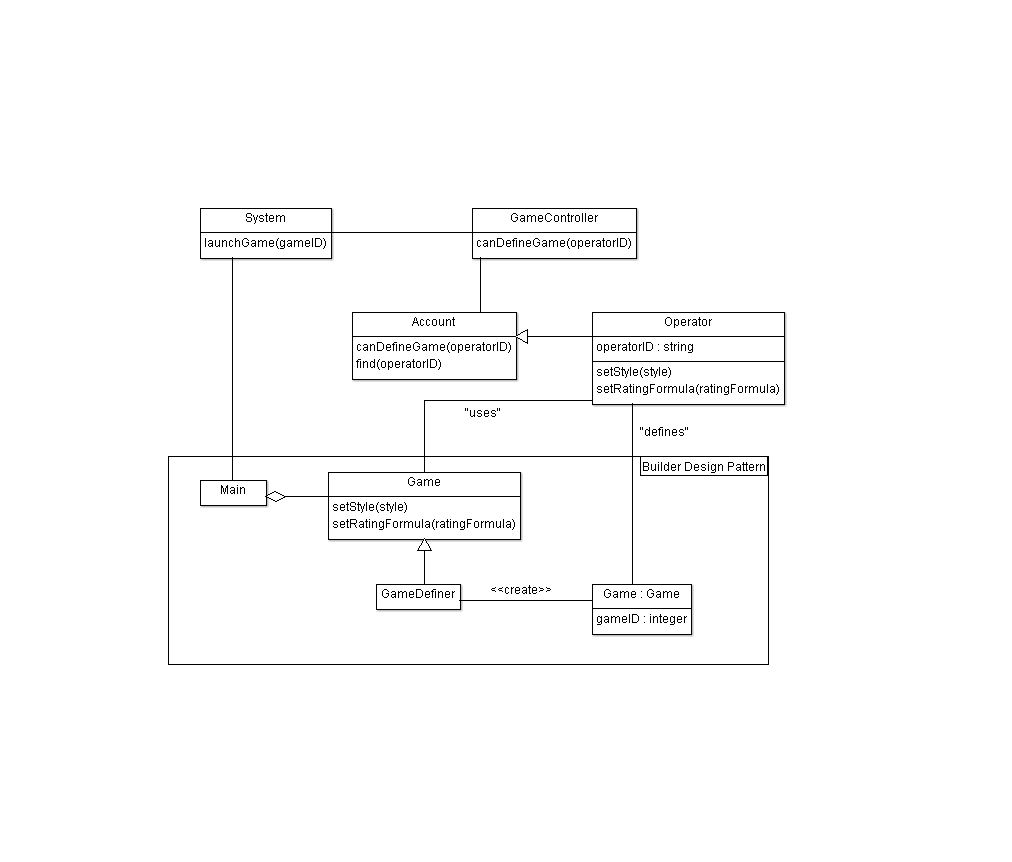 System
launchGame(gameID)
GameController
canDefineGame(operatorID)
Account
canDefineGame(operatorID)
find(operatorID)
Operator
operatorID : string
setStyle(style)
setRatingFormula(ratingFormula)
"uses"
"defines"
Builder Design Pattern
Main
Game
setStyle(style)
setRatingFormula(ratingFormula)
GameDefiner
<<create>>
Game : Game
gameID : integer